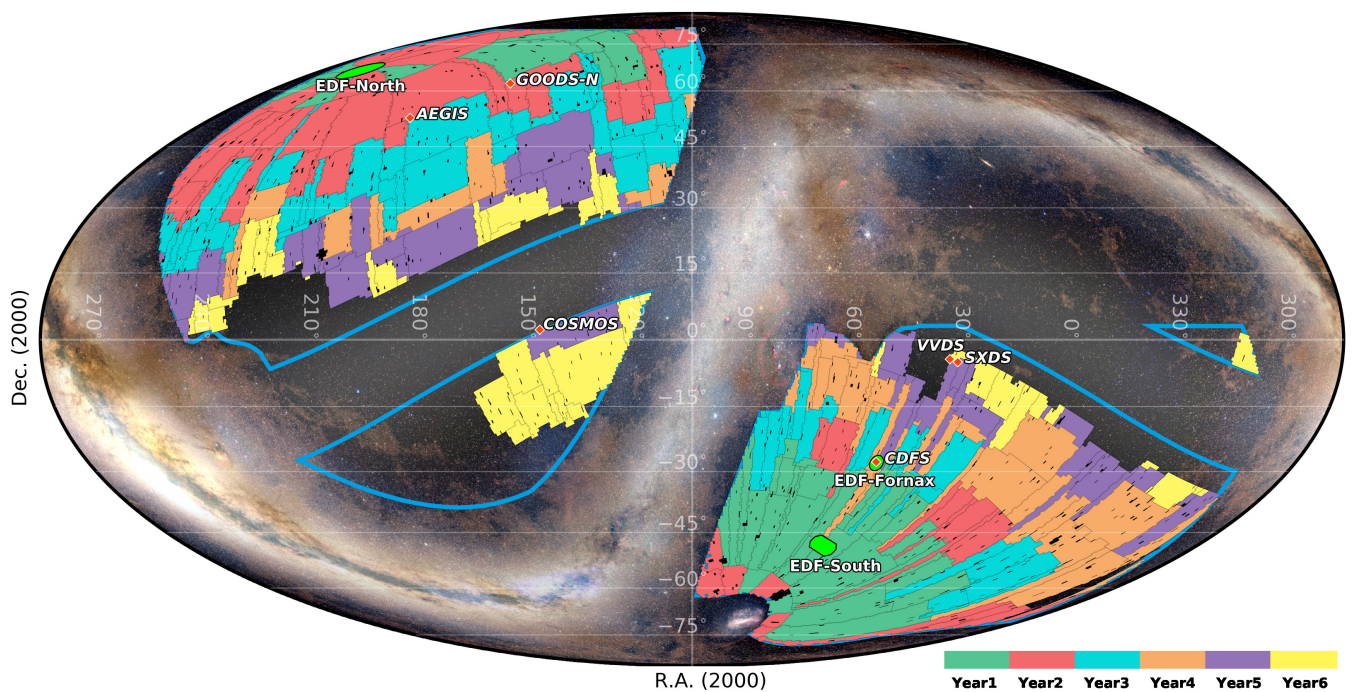 75°
60°
GOODS-N
EDF-North
AEGIS
45°
30°
15°
270°
210°
180°
150°
90°
60
30
0°
330°
300°
0°
COSMOS
VVDS
SXDS
Dec. (2000)
−15°
−30°
CDFS
EDF-Fornax
−45°
EDF-South
−60°
−75°
R.A. (2000)
Year1 Year2 Year3 Year4 Year5 Year6